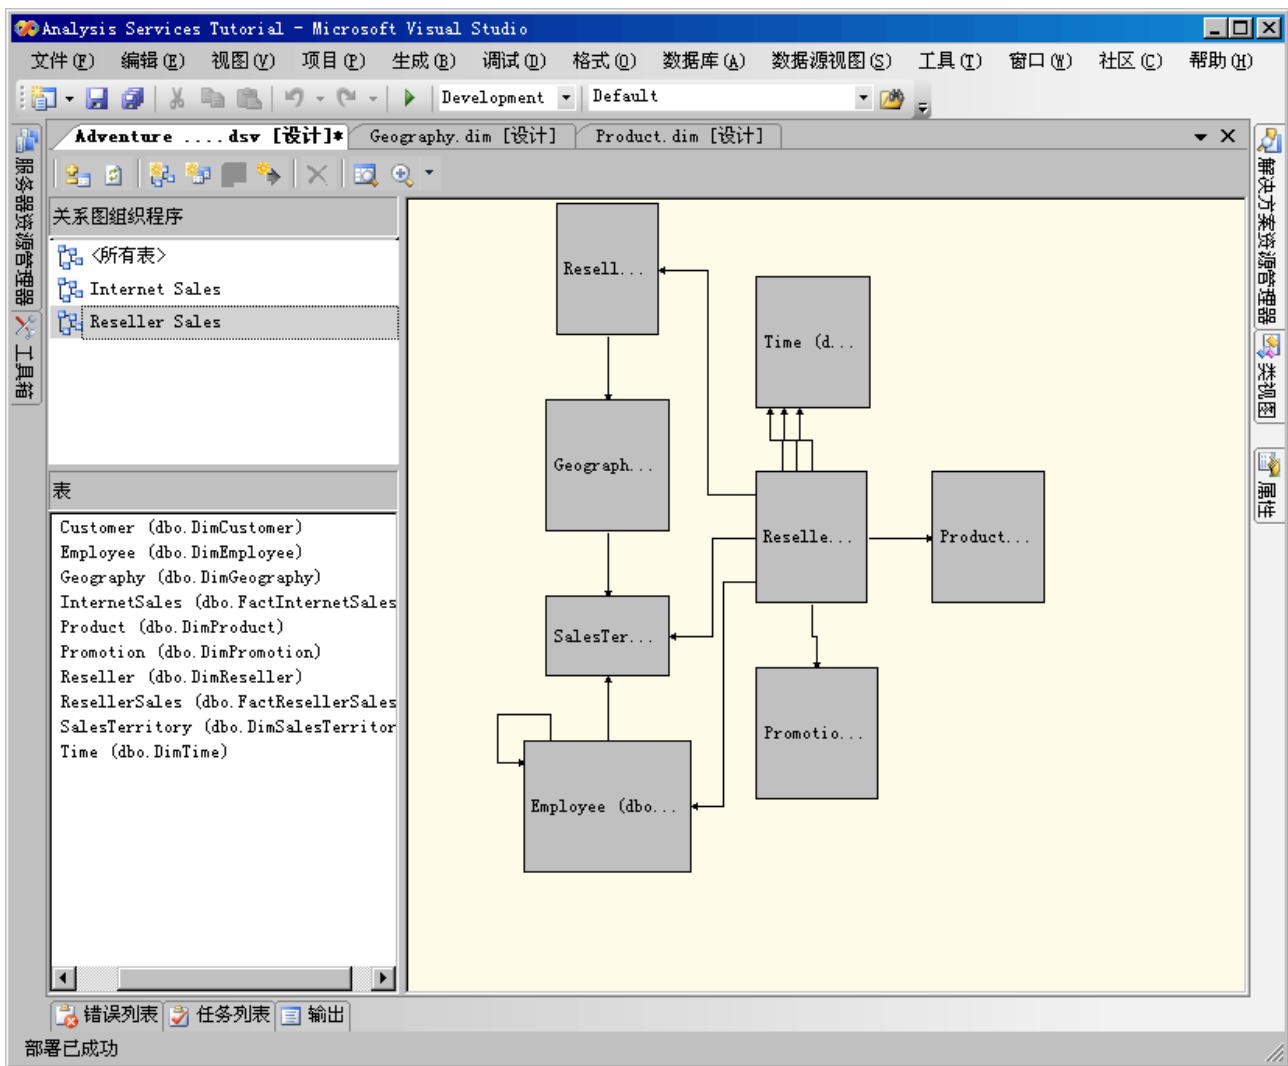 Analysis Services Tutorial - Microsoft Visual Studio
文件(F) 编辑(E) 视图(V) 项目(P) 生成(B) 调试(D) 格式(O) 数据库(A) 数据源视图(S) 工具(T) 窗口(W) 社区(C) 帮助(H)
Development Default
Adventure ....dsv [设计]* Geography.dim [设计] Product.dim [设计]
服务器资源管理器
工具箱
关系图组织程序
<所有表>
Internet Sales
Reseller Sales
表
Customer (dbo.DimCustomer)
Employee (dbo.DimEmployee)
Geography (dbo.DimGeography)
InternetSales (dbo.FactInternetSales
Product (dbo.DimProduct)
Promotion (dbo.DimPromotion)
Reseller (dbo.DimReseller)
ResellerSales (dbo.FactResellerSales
SalesTerritory (dbo.DimSalesTerritor
Time (dbo.DimTime)
Resell...
Time (d...
Geograph...
Reselle...
Product...
SalesTer...
Promotio...
Employee (dbo...
解决方案资源管理器
类视图
属性
错误列表 任务列表 输出
部署已成功